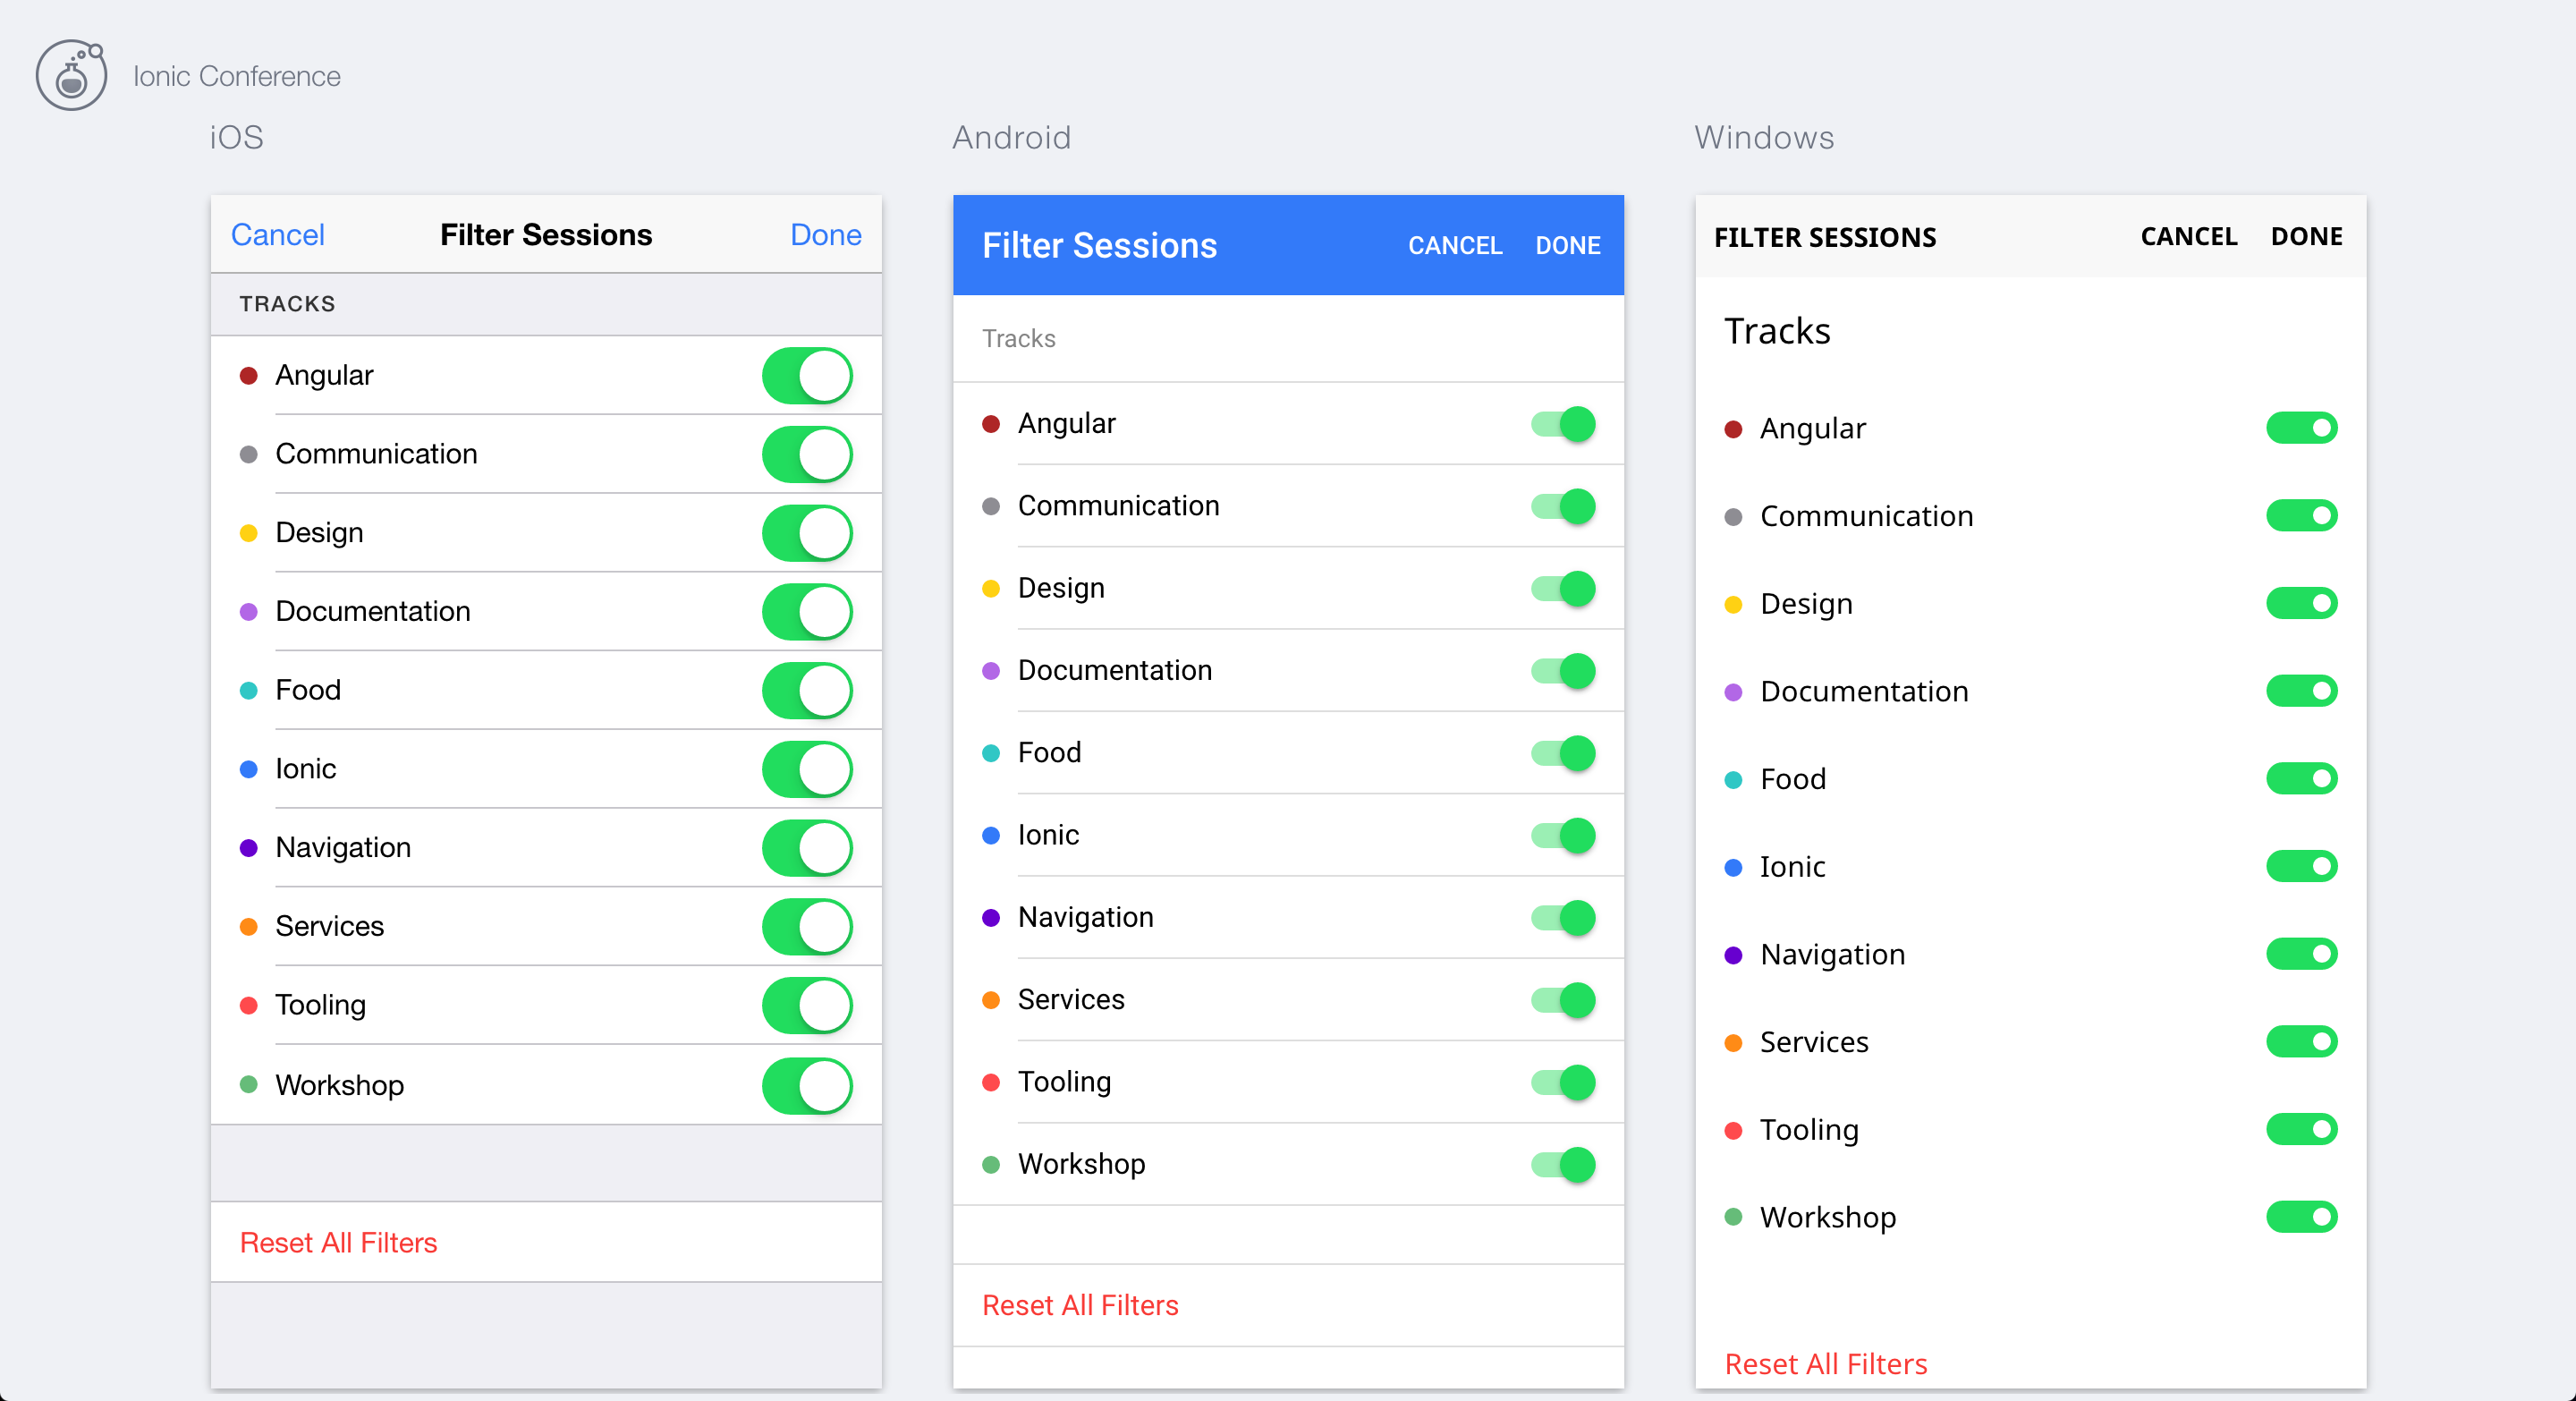 Ionic Conference
iOS
Cancel Filter Sessions Done
TRACKS
Angular
Communication
Design
Documentation
Food
Ionic
Navigation
Services
Tooling
Workshop
Reset All Filters
Android
Filter Sessions CANCEL DONE
Tracks
Angular
Communication
Design
Documentation
Food
Ionic
Navigation
Services
Tooling
Workshop
Reset All Filters
Windows
FILTER SESSIONS CANCEL DONE
Tracks
Angular
Communication
Design
Documentation
Food
Ionic
Navigation
Services
Tooling
Workshop
Reset All Filters